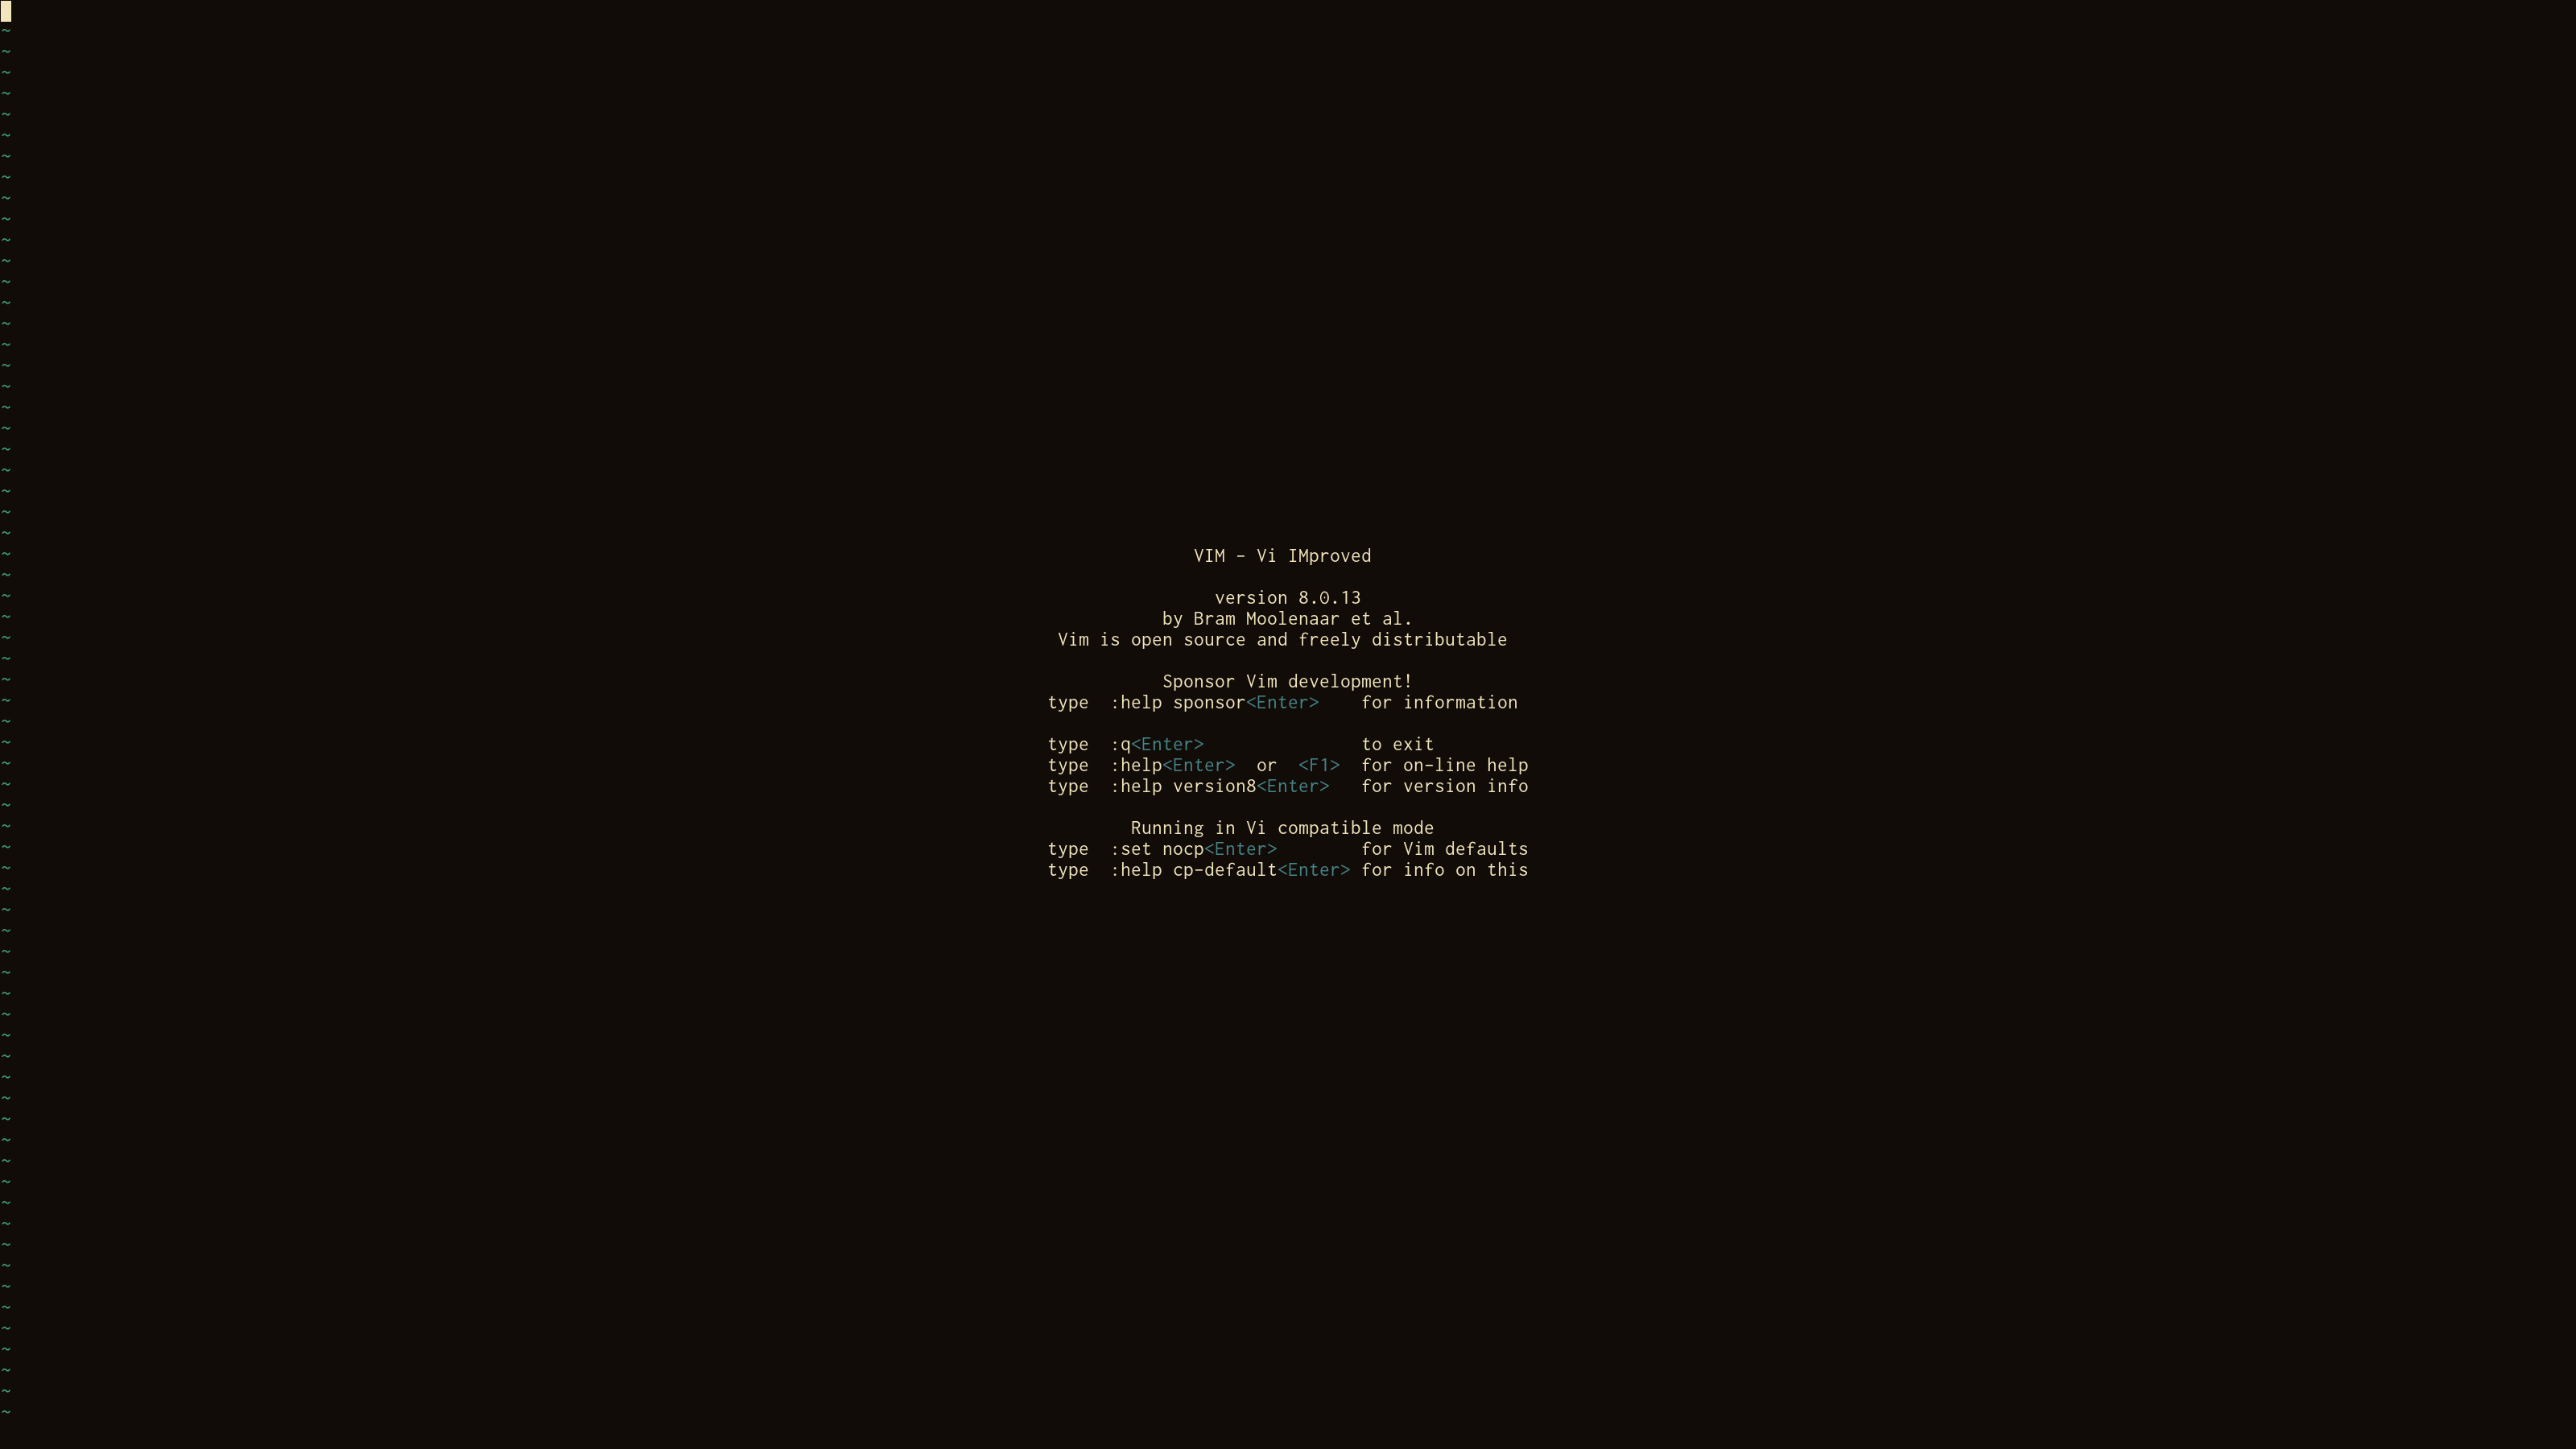 VIM - Vi IMproved
version 8.0.13
by Bram Moolenaar et al.
Vim is open source and freely distributable
Sponsor Vim development!
type  :help sponsor<Enter>    for information
type  :q<Enter>               to exit
type  :help<Enter>  or  <F1>  for on-line help
type  :help version8<Enter>   for version info
Running in Vi compatible mode
type  :set nocp<Enter>        for Vim defaults
type  :help cp-default<Enter> for info on this